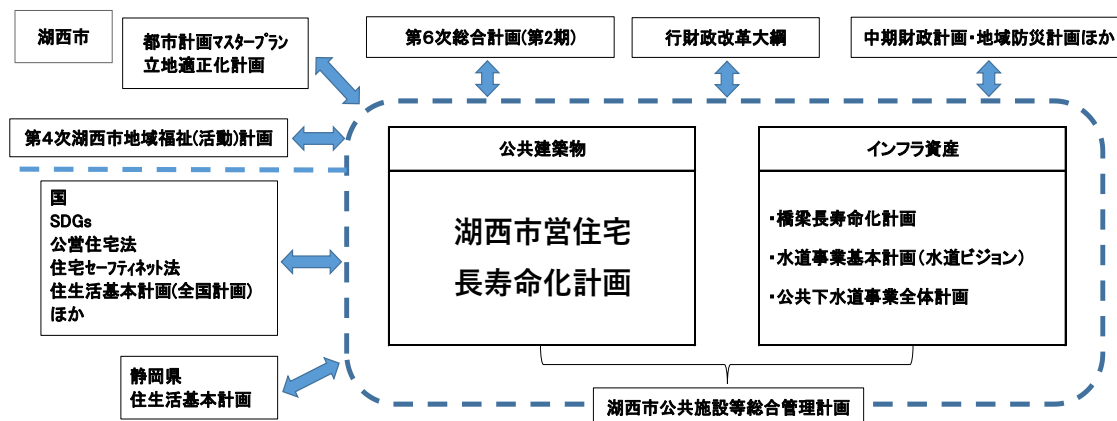 湖西市
都市計画マスタープラン
立地適正化計画
第6次総合計画(第2期)
行財政改革大綱
中期財政計画・地域防災計画ほか
第4次湖西市地域福祉(活動)計画
国
SDGs
公営住宅法
住宅セーフティネット法
住生活基本計画(全国計画)
ほか
静岡県
住生活基本計画
公共建築物
湖西市営住宅
長寿命化計画
インフラ資産
・橋梁長寿命化計画
・水道事業基本計画(水道ビジョン)
・公共下水道事業全体計画
湖西市公共施設等総合管理計画